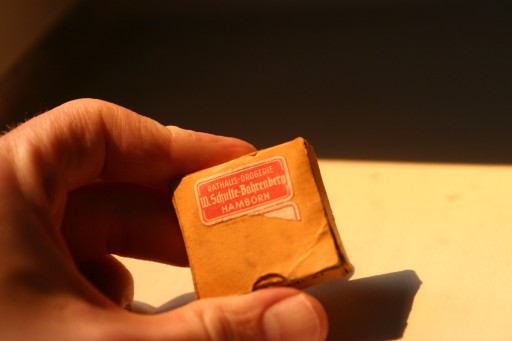 RATHAUS-DROGERIE
W. Schulte-Bahrenberg
HAMBORN